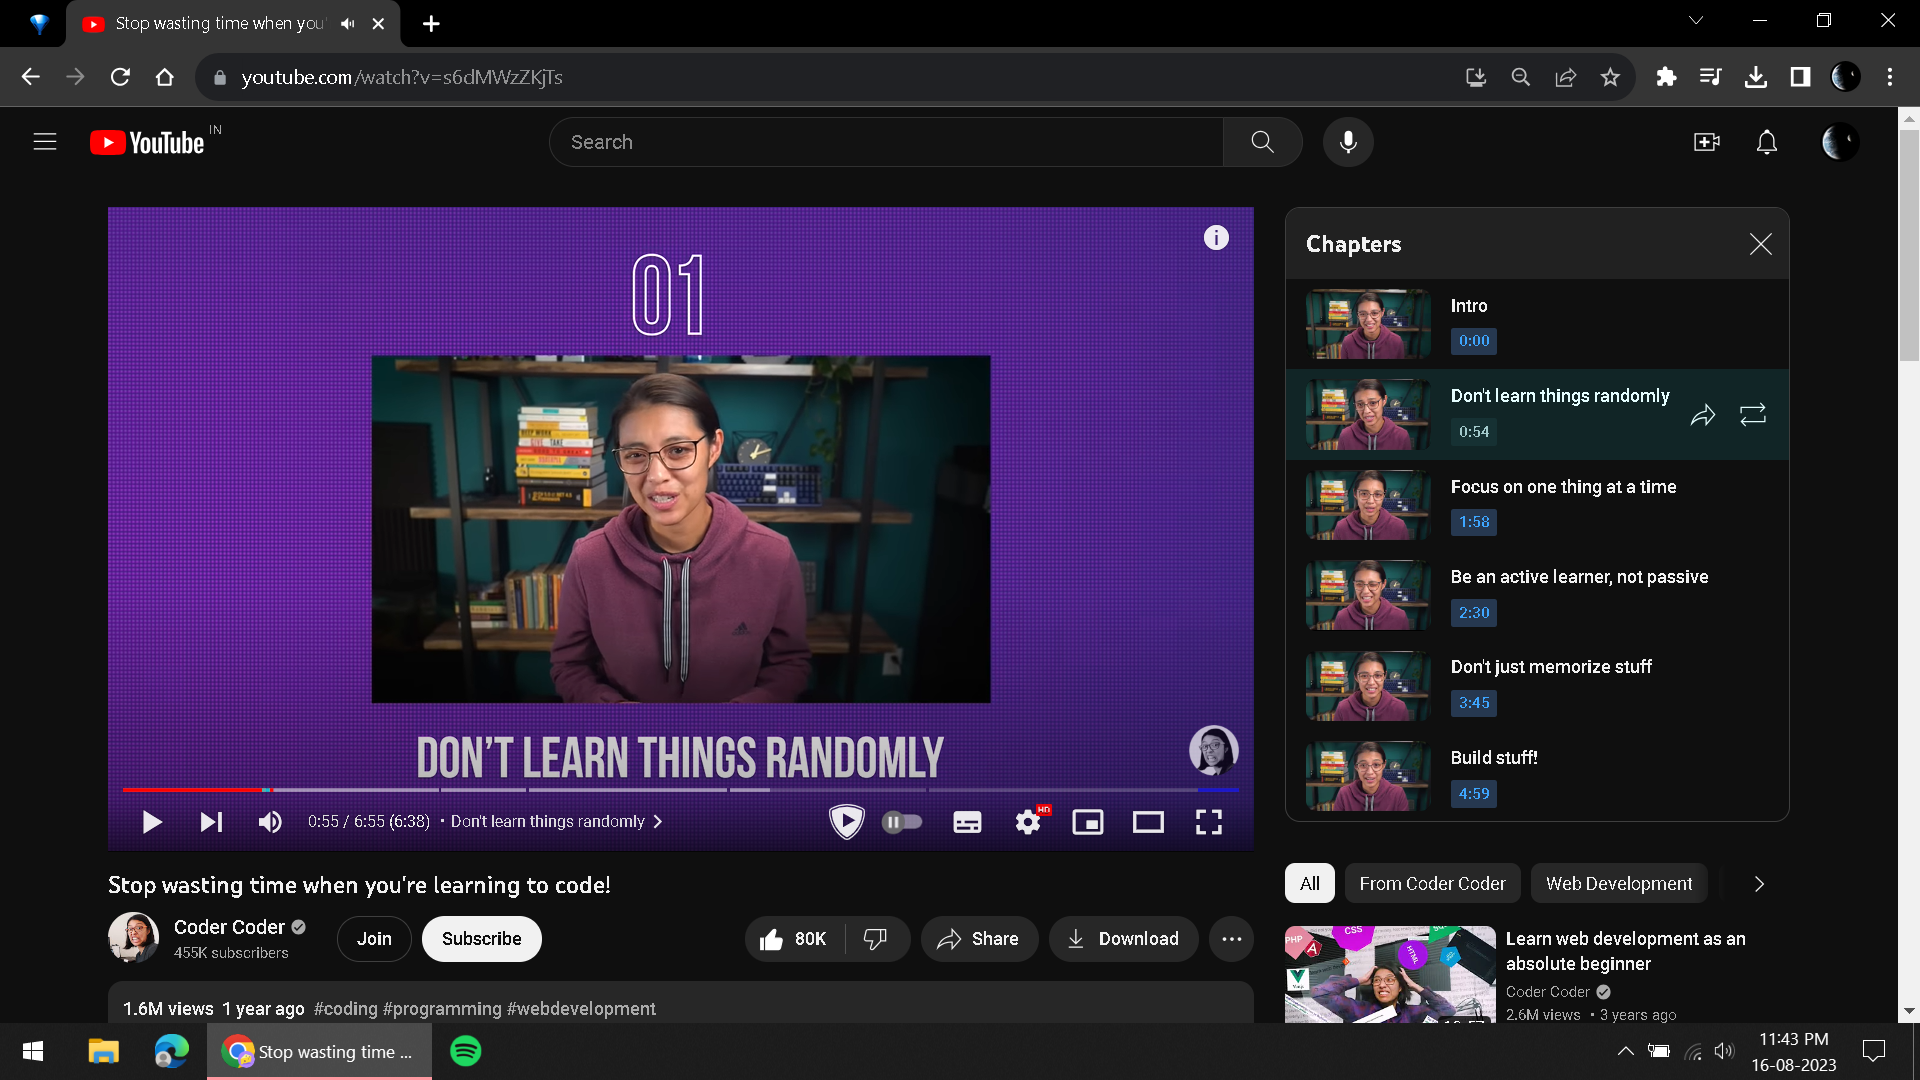 Stop wasting time when you'
youtube.com/watch?v=s6dMWzZKjTs
YouTube IN
Search
01
DON'T LEARN THINGS RANDOMLY
0:55 / 6:55 (6:38) • Don't learn things randomly
HD
Chapters
Intro
0:00
Don't learn things randomly
0:54
Focus on one thing at a time
1:58
Be an active learner, not passive
2:30
Don't just memorize stuff
3:45
Build stuff!
4:59
Stop wasting time when you're learning to code!
Coder Coder
455K subscribers
Join
Subscribe
80K
Share
Download
1.6M views 1 year ago #coding #programming #webdevelopment
All
From Coder Coder
Web Development
PHP
CSS
HTML
Learn web development as an
absolute beginner
Coder Coder
2.6M views • 3 years ago
Stop wasting time ...
11:43 PM
16-08-2023